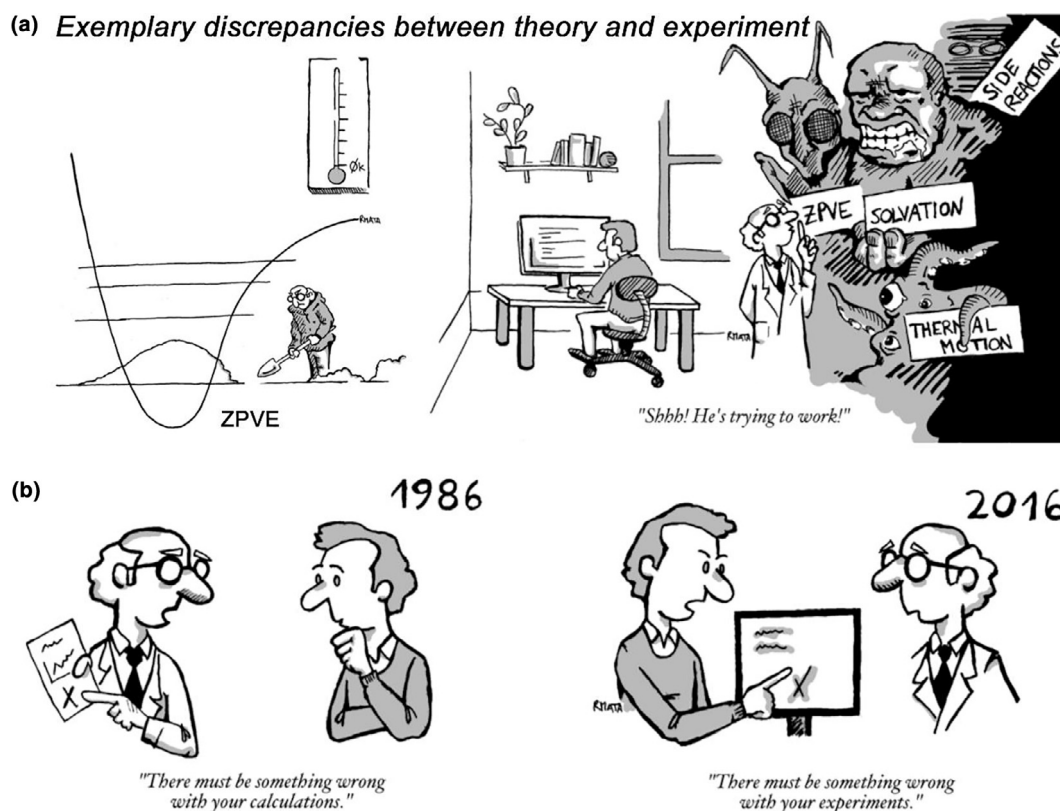 (a) Exemplary discrepancies between theory and experiment
SIDE
REACTIONS
0K
RMATA
ZPVE
SOLVATION
RMATA
THERMAL
MOTION
ZPVE
"Shhh! He's trying to work!"
(b)
1986
2016
X
X
RMATA
"There must be something wrong
with your calculations."
"There must be something wrong
with your experiments."